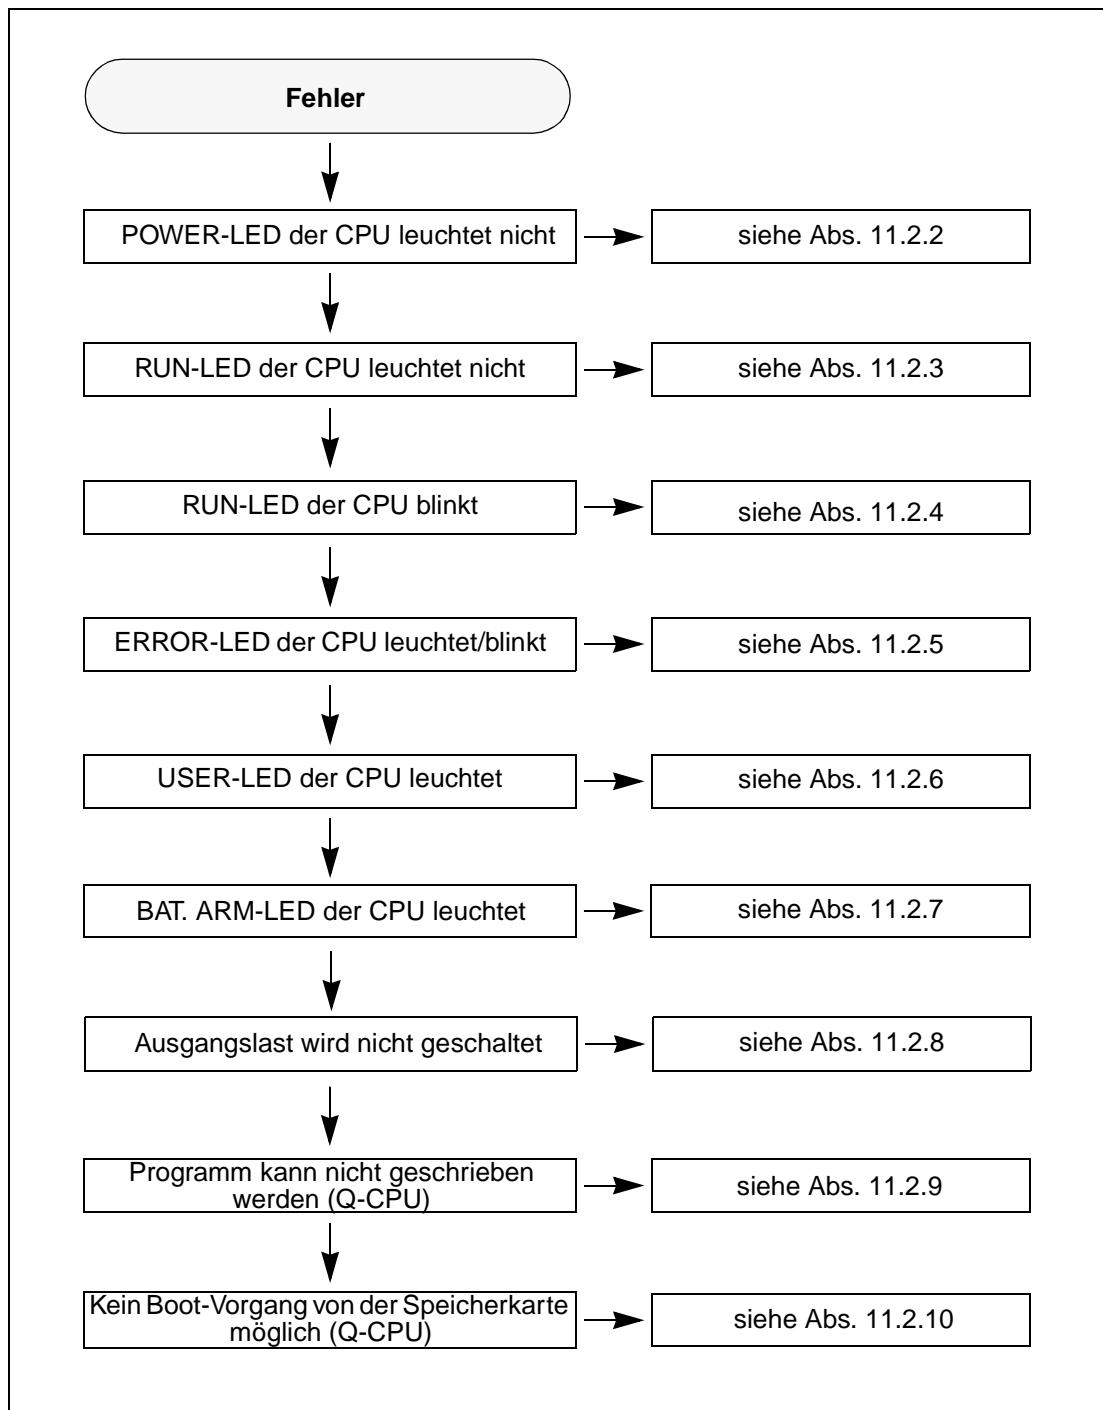 Fehler
POWER-LED der CPU leuchtet nicht
siehe Abs. 11.2.2
RUN-LED der CPU leuchtet nicht
siehe Abs. 11.2.3
RUN-LED der CPU blinkt
siehe Abs. 11.2.4
ERROR-LED der CPU leuchtet/blinkt
siehe Abs. 11.2.5
USER-LED der CPU leuchtet
siehe Abs. 11.2.6
BAT. ARM-LED der CPU leuchtet
siehe Abs. 11.2.7
Ausgangslast wird nicht geschaltet
siehe Abs. 11.2.8
Programm kann nicht geschrieben
werden (Q-CPU)
siehe Abs. 11.2.9
Kein Boot-Vorgang von der Speicherkarte
möglich (Q-CPU)
siehe Abs. 11.2.10